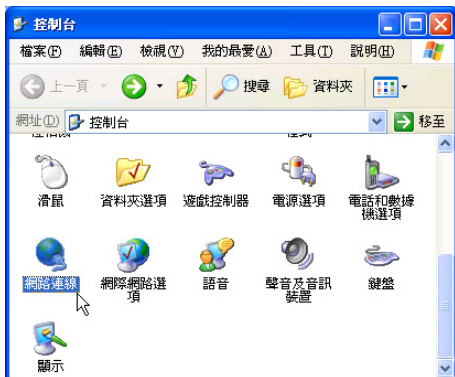 控制台
檔案(F) 編輯(E) 檢視(V) 我的最愛(A) 工具(T) 說明(H)
上一頁 搜尋 資料夾
網址(D) 控制台 移至
滑鼠 資料夾選項 遊戲控制器 電源選項 電話和數據
機選項
網路連線 網際網路選 語音 聲音及音訊 鍵盤
項 裝置
顯示